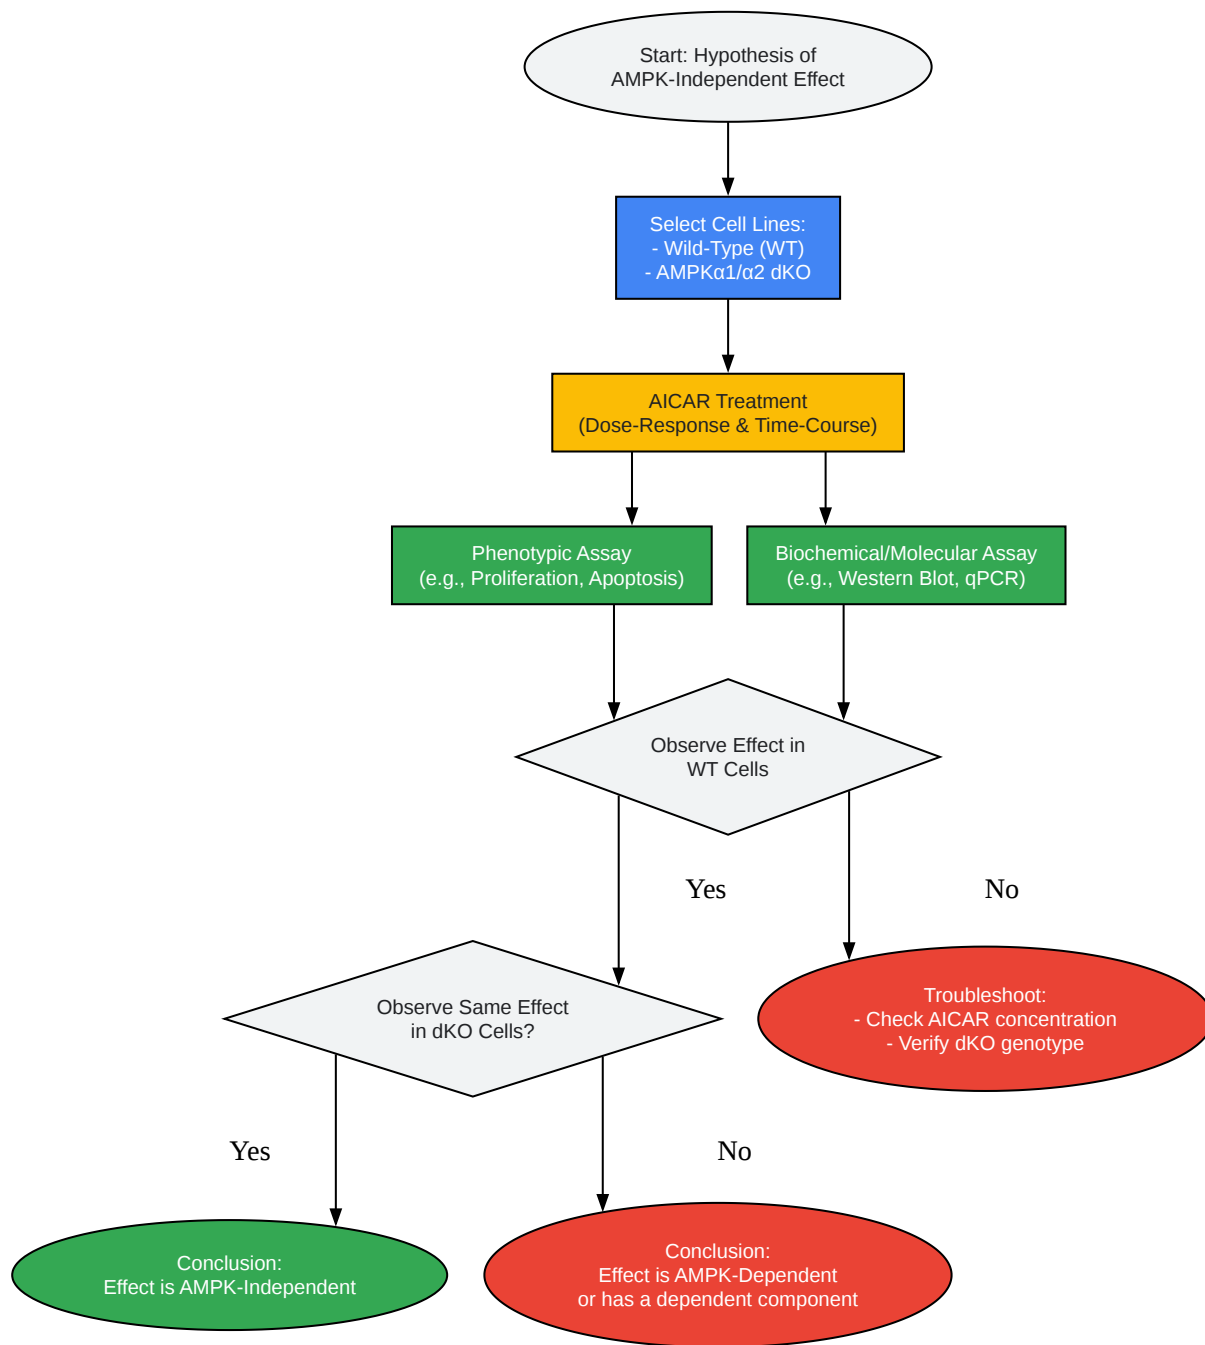 Start: Hypothesis of
AMPK-Independent Effect
Select Cell Lines:
- Wild-Type (WT)
- AMPKα1/α2 dKO
AICAR Treatment
(Dose-Response & Time-Course)
Phenotypic Assay
(e.g., Proliferation, Apoptosis)
Biochemical/Molecular Assay
(e.g., Western Blot, qPCR)
Observe Effect in
WT Cells
Yes
No
Observe Same Effect
in dKO Cells?
Troubleshoot:
- Check AICAR concentration
- Verify dKO genotype
Yes
No
Conclusion:
Effect is AMPK-Independent
Conclusion:
Effect is AMPK-Dependent
or has a dependent component